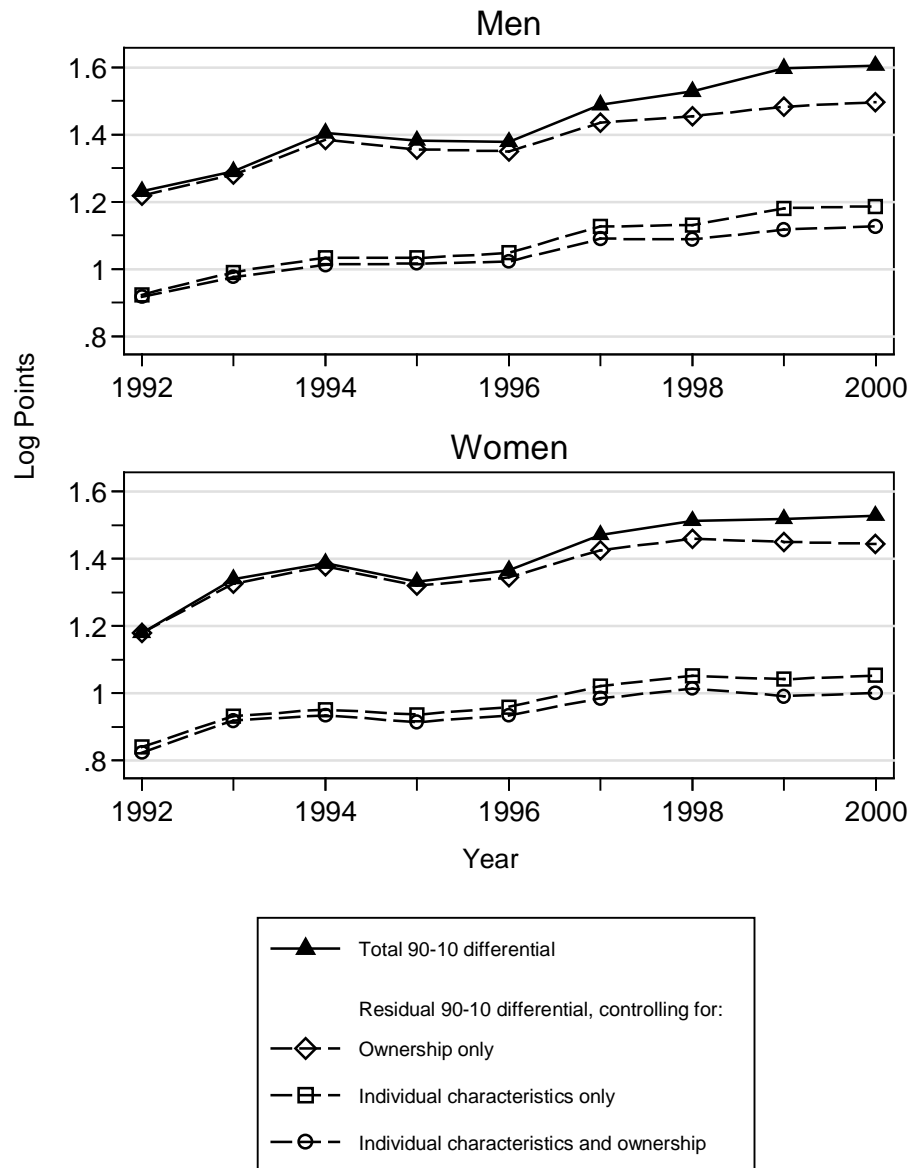 Men
1.6
1.4
1.2
1
.8
1992 1994 1996 1998 2000
Log Points
Women
1.6
1.4
1.2
1
.8
1992 1994 1996 1998 2000
Year
Total 90-10 differential
Residual 90-10 differential, controlling for:
Ownership only
Individual characteristics only
Individual characteristics and ownership